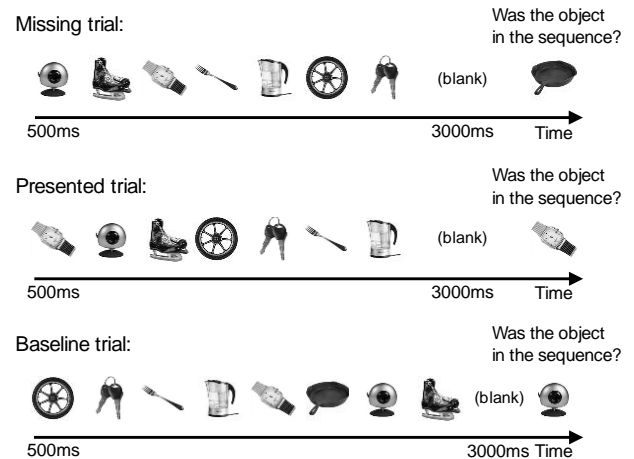 Missing trial:
Was the object
in the sequence?
(blank)
500ms
3000ms
Time
Presented trial:
Was the object
in the sequence?
(blank)
500ms
3000ms
Time
Baseline trial:
Was the object
in the sequence?
(blank)
500ms
3000ms Time